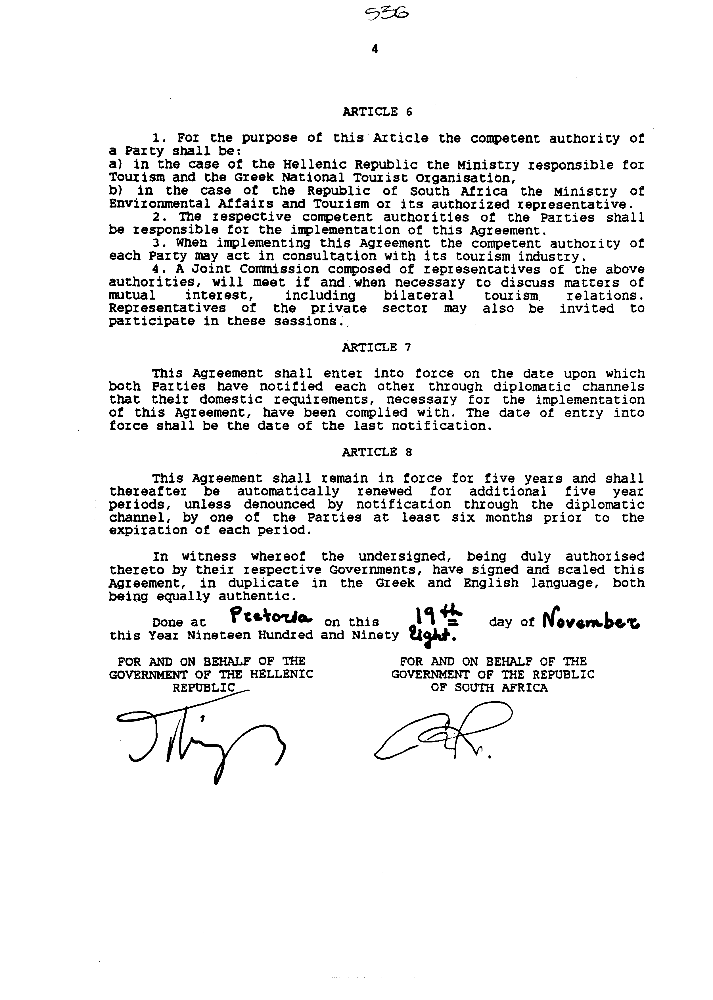 536
4
ARTICLE 6
1. For the purpose of this Article the competent authority of
a Party shall be:
a) in the case of the Hellenic Republic the Ministry responsible for
Tourism and the Greek National Tourist Organisation,
b) in the case of the Republic of South Africa the Ministry of
Environmental Affairs and Tourism or its authorized representative.
2. The respective competent authorities of the Parties shall
be responsible for the implementation of this Agreement.
3. When implementing this Agreement the competent authority of
each Party may act in consultation with its tourism industry.
4. A Joint Commission composed of representatives of the above
authorities, will meet if and when necessary to discuss matters of
mutual interest, including bilateral tourism relations.
Representatives of the private sector may also be invited to
participate in these sessions.
ARTICLE 7
This Agreement shall enter into force on the date upon which
both Parties have notified each other through diplomatic channels
that their domestic requirements, necessary for the implementation
of this Agreement, have been complied with. The date of entry into
force shall be the date of the last notification.
ARTICLE 8
This Agreement shall remain in force for five years and shall
thereafter be automatically renewed for additional five year
periods, unless denounced by notification through the diplomatic
channel, by one of the Parties at least six months prior to the
expiration of each period.
In witness whereof the undersigned, being duly authorised
thereto by their respective Governments, have signed and scaled this
Agreement, in duplicate in the Greek and English language, both
being equally authentic.
Done at Pretoria on this 19th day of November
this Year Nineteen Hundred and Ninety Eight.
FOR AND ON BEHALF OF THE FOR AND ON BEHALF OF THE
GOVERNMENT OF THE HELLENIC GOVERNMENT OF THE REPUBLIC
REPUBLIC OF SOUTH AFRICA